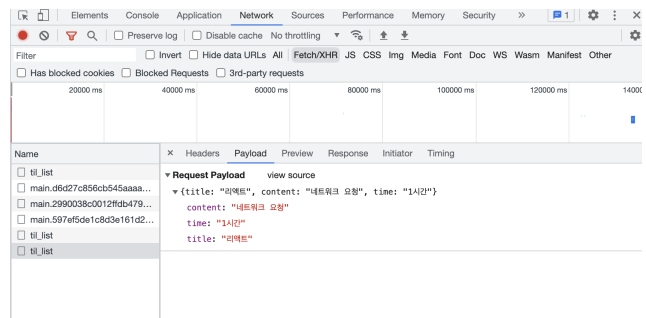 Elements Console Application Network Sources Performance Memory Security » 1
Preserve log Disable cache No throttling
Filter Invert Hide data URLs All Fetch/XHR JS CSS Img Media Font Doc WS Wasm Manifest Other
Has blocked cookies Blocked Requests 3rd-party requests
20000 ms 40000 ms 60000 ms 80000 ms 100000 ms 120000 ms 14000
Name × Headers Payload Preview Response Initiator Timing
til_list
main.d6d27c856cb545aaaa...
main.2990038c0012ffdb479...
main.597ef5de1c8d3e161d2...
til_list
til_list
▼ Request Payload view source
▼ {title: "리액트", content: "네트워크 요청", time: "1시간"}
content: "네트워크 요청"
time: "1시간"
title: "리액트"